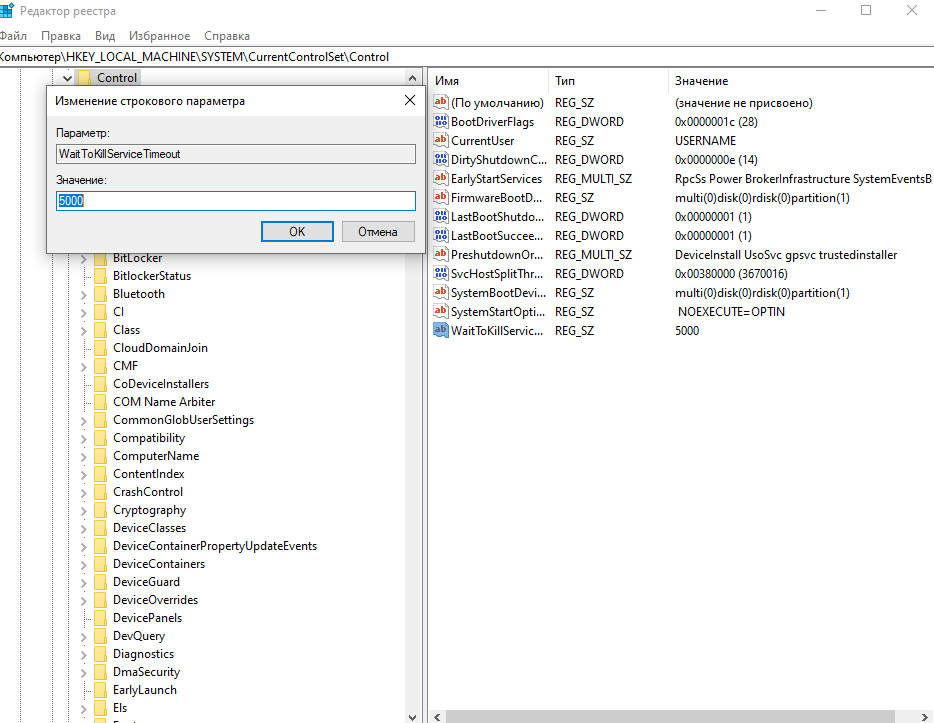 Редактор реестра
Файл Правка Вид Избранное Справка
Компьютер\HKEY_LOCAL_MACHINE\SYSTEM\CurrentControlSet\Control
Control
Изменение строкового параметра
Параметр:
WaitToKillServiceTimeout
Значение:
5000
OK Отмена
BitLocker
BitlockerStatus
Bluetooth
CI
Class
CloudDomainJoin
CMF
CoDeviceInstallers
COM Name Arbiter
CommonGlobUserSettings
Compatibility
ComputerName
ContentIndex
CrashControl
Cryptography
DeviceClasses
DeviceContainerPropertyUpdateEvents
DeviceContainers
DeviceGuard
DeviceOverrides
DevicePanels
DevQuery
Diagnostics
DmaSecurity
EarlyLaunch
Els
Имя Тип Значение
(По умолчанию) REG_SZ (значение не присвоено)
BootDriverFlags REG_DWORD 0x0000001c (28)
CurrentUser REG_SZ USERNAME
DirtyShutdownC... REG_DWORD 0x0000000e (14)
EarlyStartServices REG_MULTI_SZ RpcSs Power BrokerInfrastructure SystemEventsB
FirmwareBootD... REG_SZ multi(0)disk(0)rdisk(0)partition(1)
LastBootShutdo... REG_DWORD 0x00000001 (1)
LastBootSuccee... REG_DWORD 0x00000001 (1)
PreshutdownOr... REG_MULTI_SZ DeviceInstall UsoSvc gpsvc trustedinstaller
SvcHostSplitThr... REG_DWORD 0x00380000 (3670016)
SystemBootDevi... REG_SZ multi(0)disk(0)rdisk(0)partition(1)
SystemStartOpti... REG_SZ NOEXECUTE=OPTIN
WaitToKillServic... REG_SZ 5000